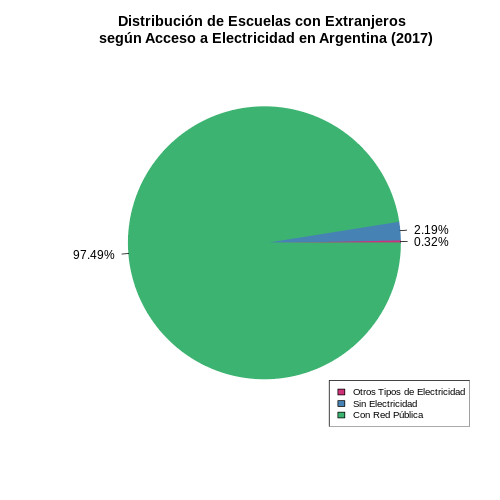 Distribución de Escuelas con Extranjeros
según Acceso a Electricidad en Argentina (2017)
2.19%
0.32%
97.49%
Otros Tipos de Electricidad
Sin Electricidad
Con Red Pública